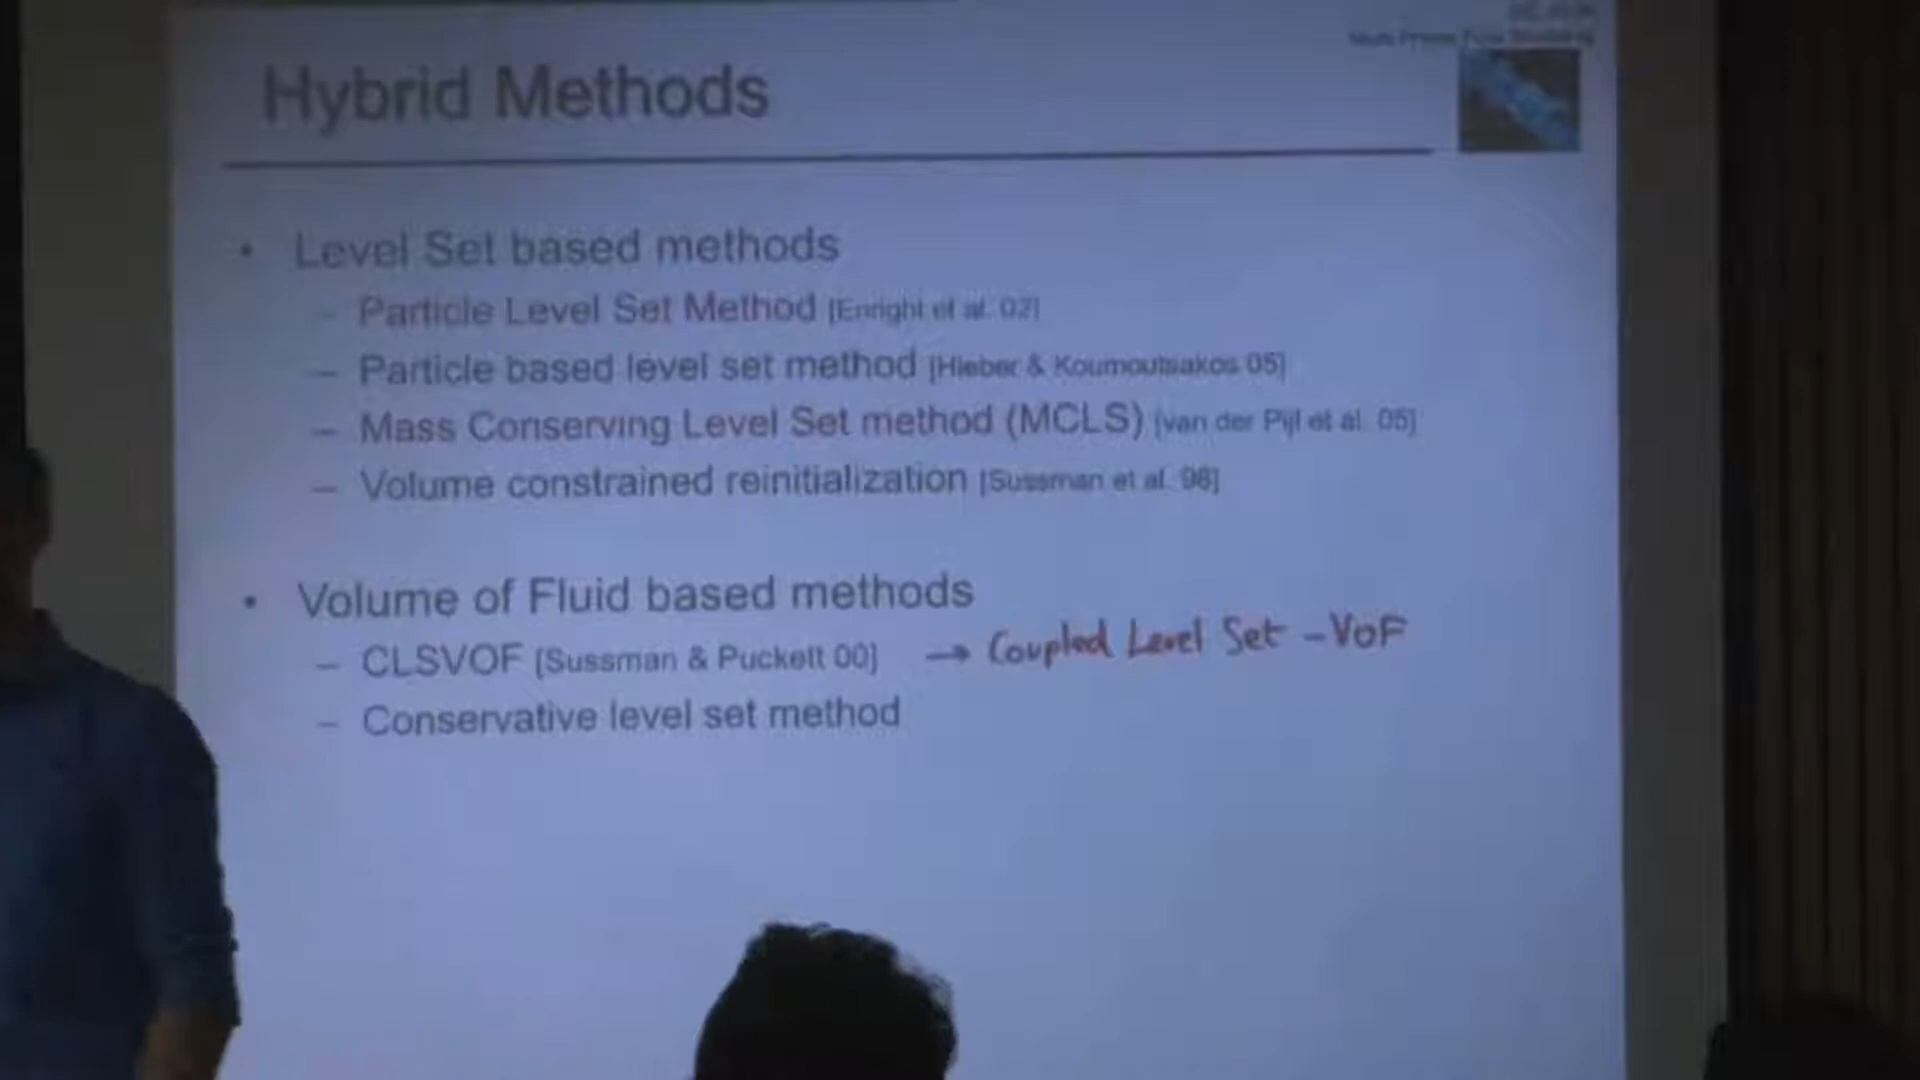 Hybrid Methods
• Level Set based methods
– Particle Level Set Method [Enright et al. 02]
– Particle based level set method [Hieber & Koumoutsakos 05]
– Mass Conserving Level Set method (MCLS) [van der Pijl et al. 05]
– Volume constrained reinitialization [Sussman et al. 98]
• Volume of Fluid based methods
– CLSVOF [Sussman & Puckett 00] → Coupled Level Set - VOF
– Conservative level set method